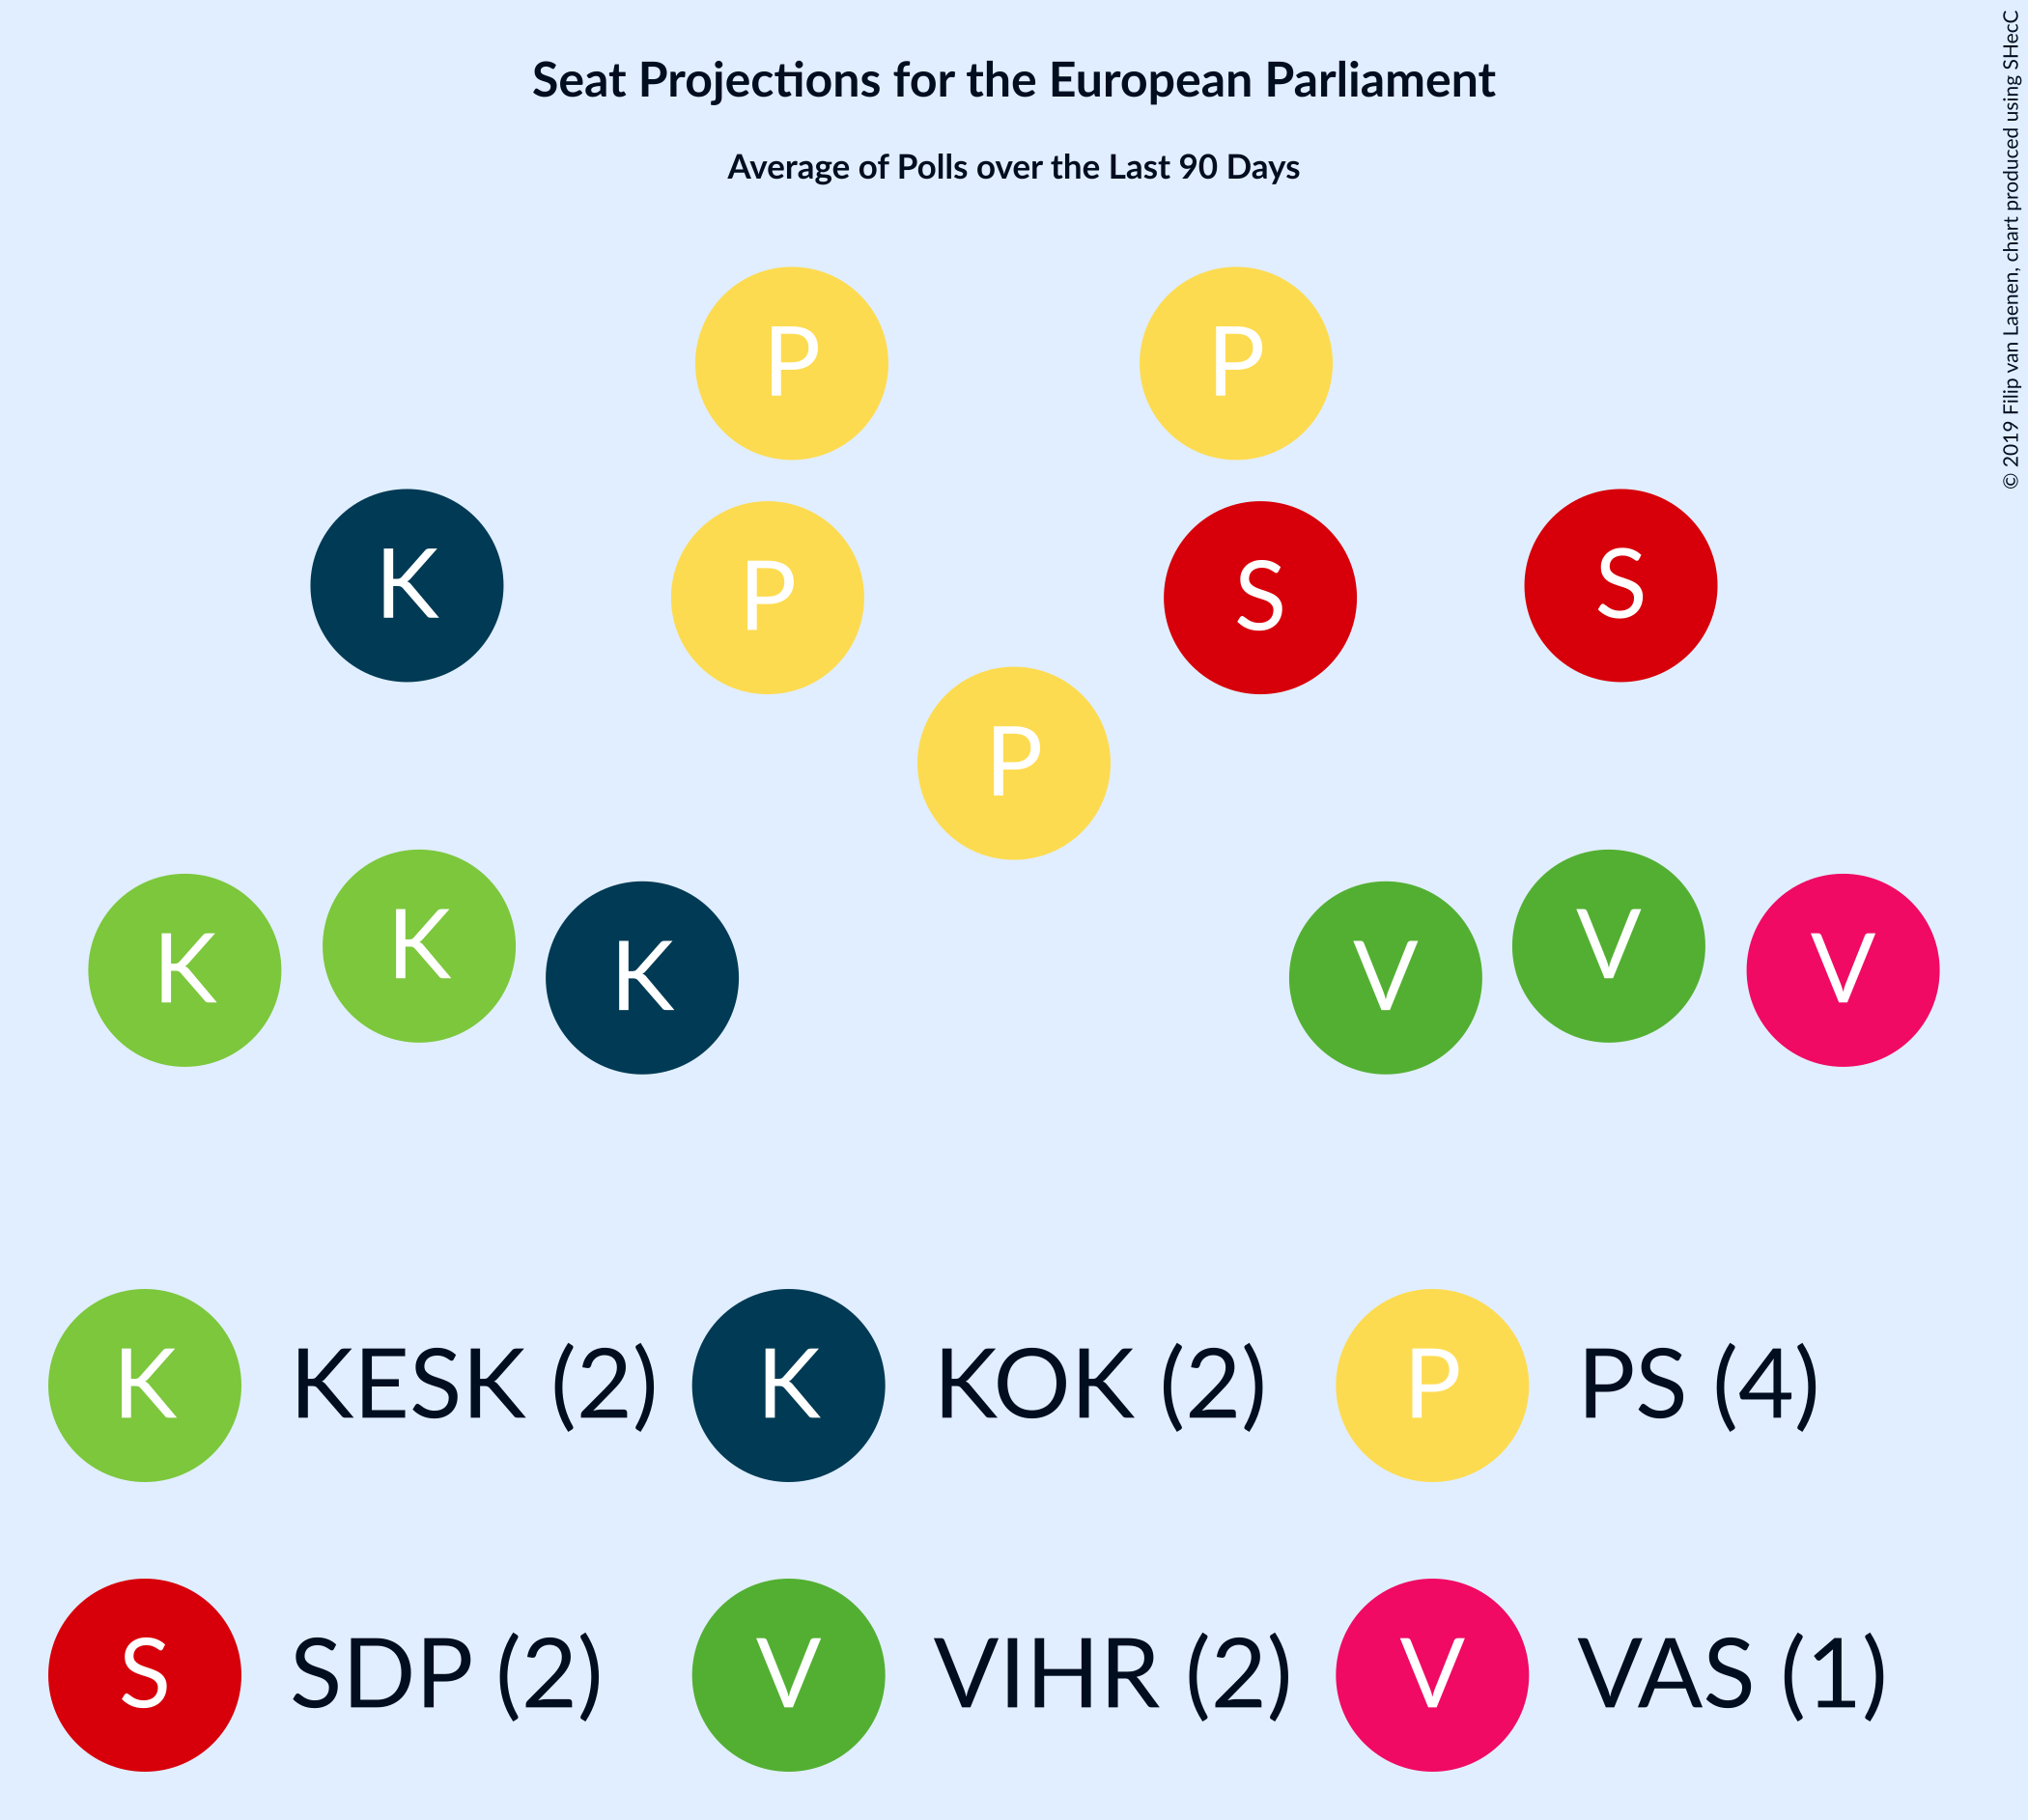 Seat Projections for the European Parliament
Average of Polls over the Last 90 Days
© 2019 Filip van Laenen, chart produced using SHecC
P P
K P S S
P
K K K V V V
K KESK (2) K KOK (2) P PS (4)
S SDP (2) V VIHR (2) V VAS (1)